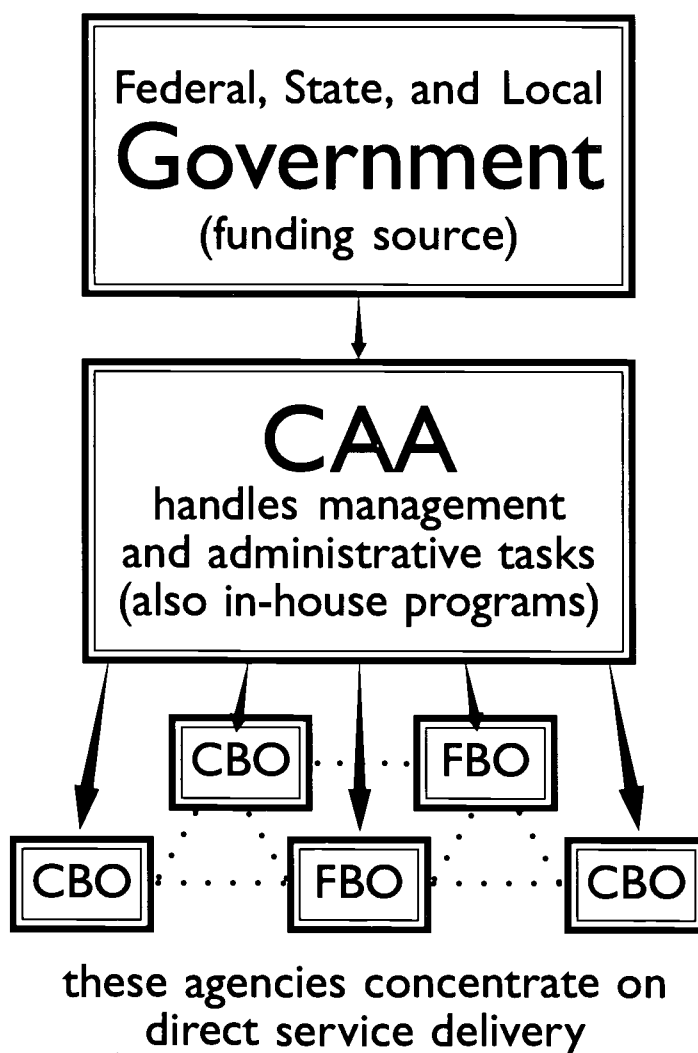 Federal, State, and Local
Government
(funding source)
CAA
handles management
and administrative tasks
(also in-house programs)
CBO
FBO
CBO
FBO
CBO
these agencies concentrate on
direct service delivery